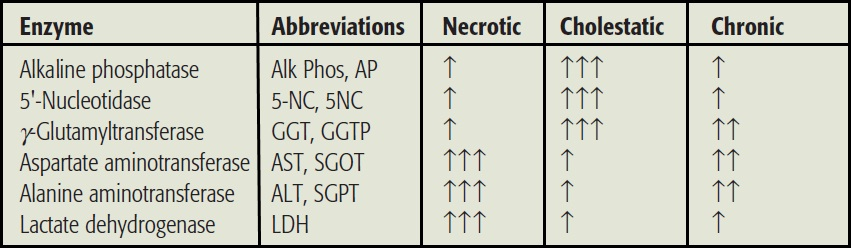 Enzyme Abbreviations Necrotic Cholestatic Chronic
Alkaline phosphatase Alk Phos, AP ↑ ↑↑↑ ↑
5'-Nucleotidase 5-NC, 5NC ↑ ↑↑↑ ↑
γ-Glutamyltransferase GGT, GGTP ↑ ↑↑↑ ↑↑
Aspartate aminotransferase AST, SGOT ↑↑↑ ↑ ↑↑
Alanine aminotransferase ALT, SGPT ↑↑↑ ↑ ↑↑
Lactate dehydrogenase LDH ↑↑↑ ↑ ↑